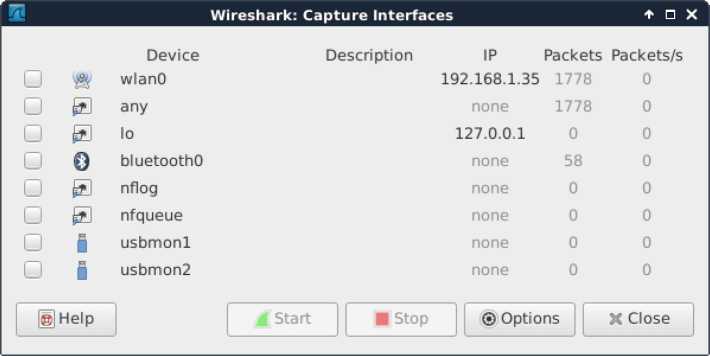 Wireshark: Capture Interfaces
Device Description IP Packets Packets/s
wlan0 192.168.1.35 1778 0
any none 1778 0
lo 127.0.0.1 0 0
bluetooth0 none 58 0
nflog none 0 0
nfqueue none 0 0
usbmon1 none 0 0
usbmon2 none 0 0
Help Start Stop Options Close